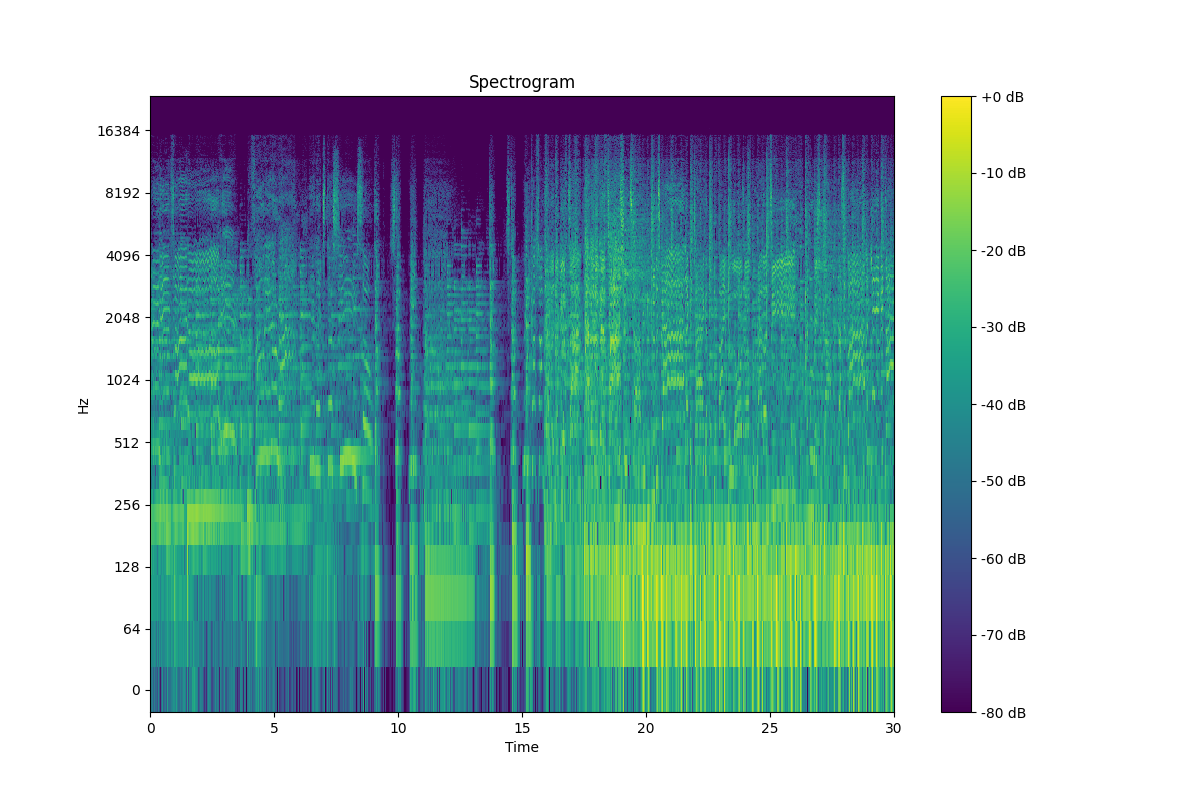 Spectrogram
16384
8192
4096
2048
1024
512
256
128
64
0
Hz
0 5 10 15 20 25 30
Time
+0 dB
-10 dB
-20 dB
-30 dB
-40 dB
-50 dB
-60 dB
-70 dB
-80 dB